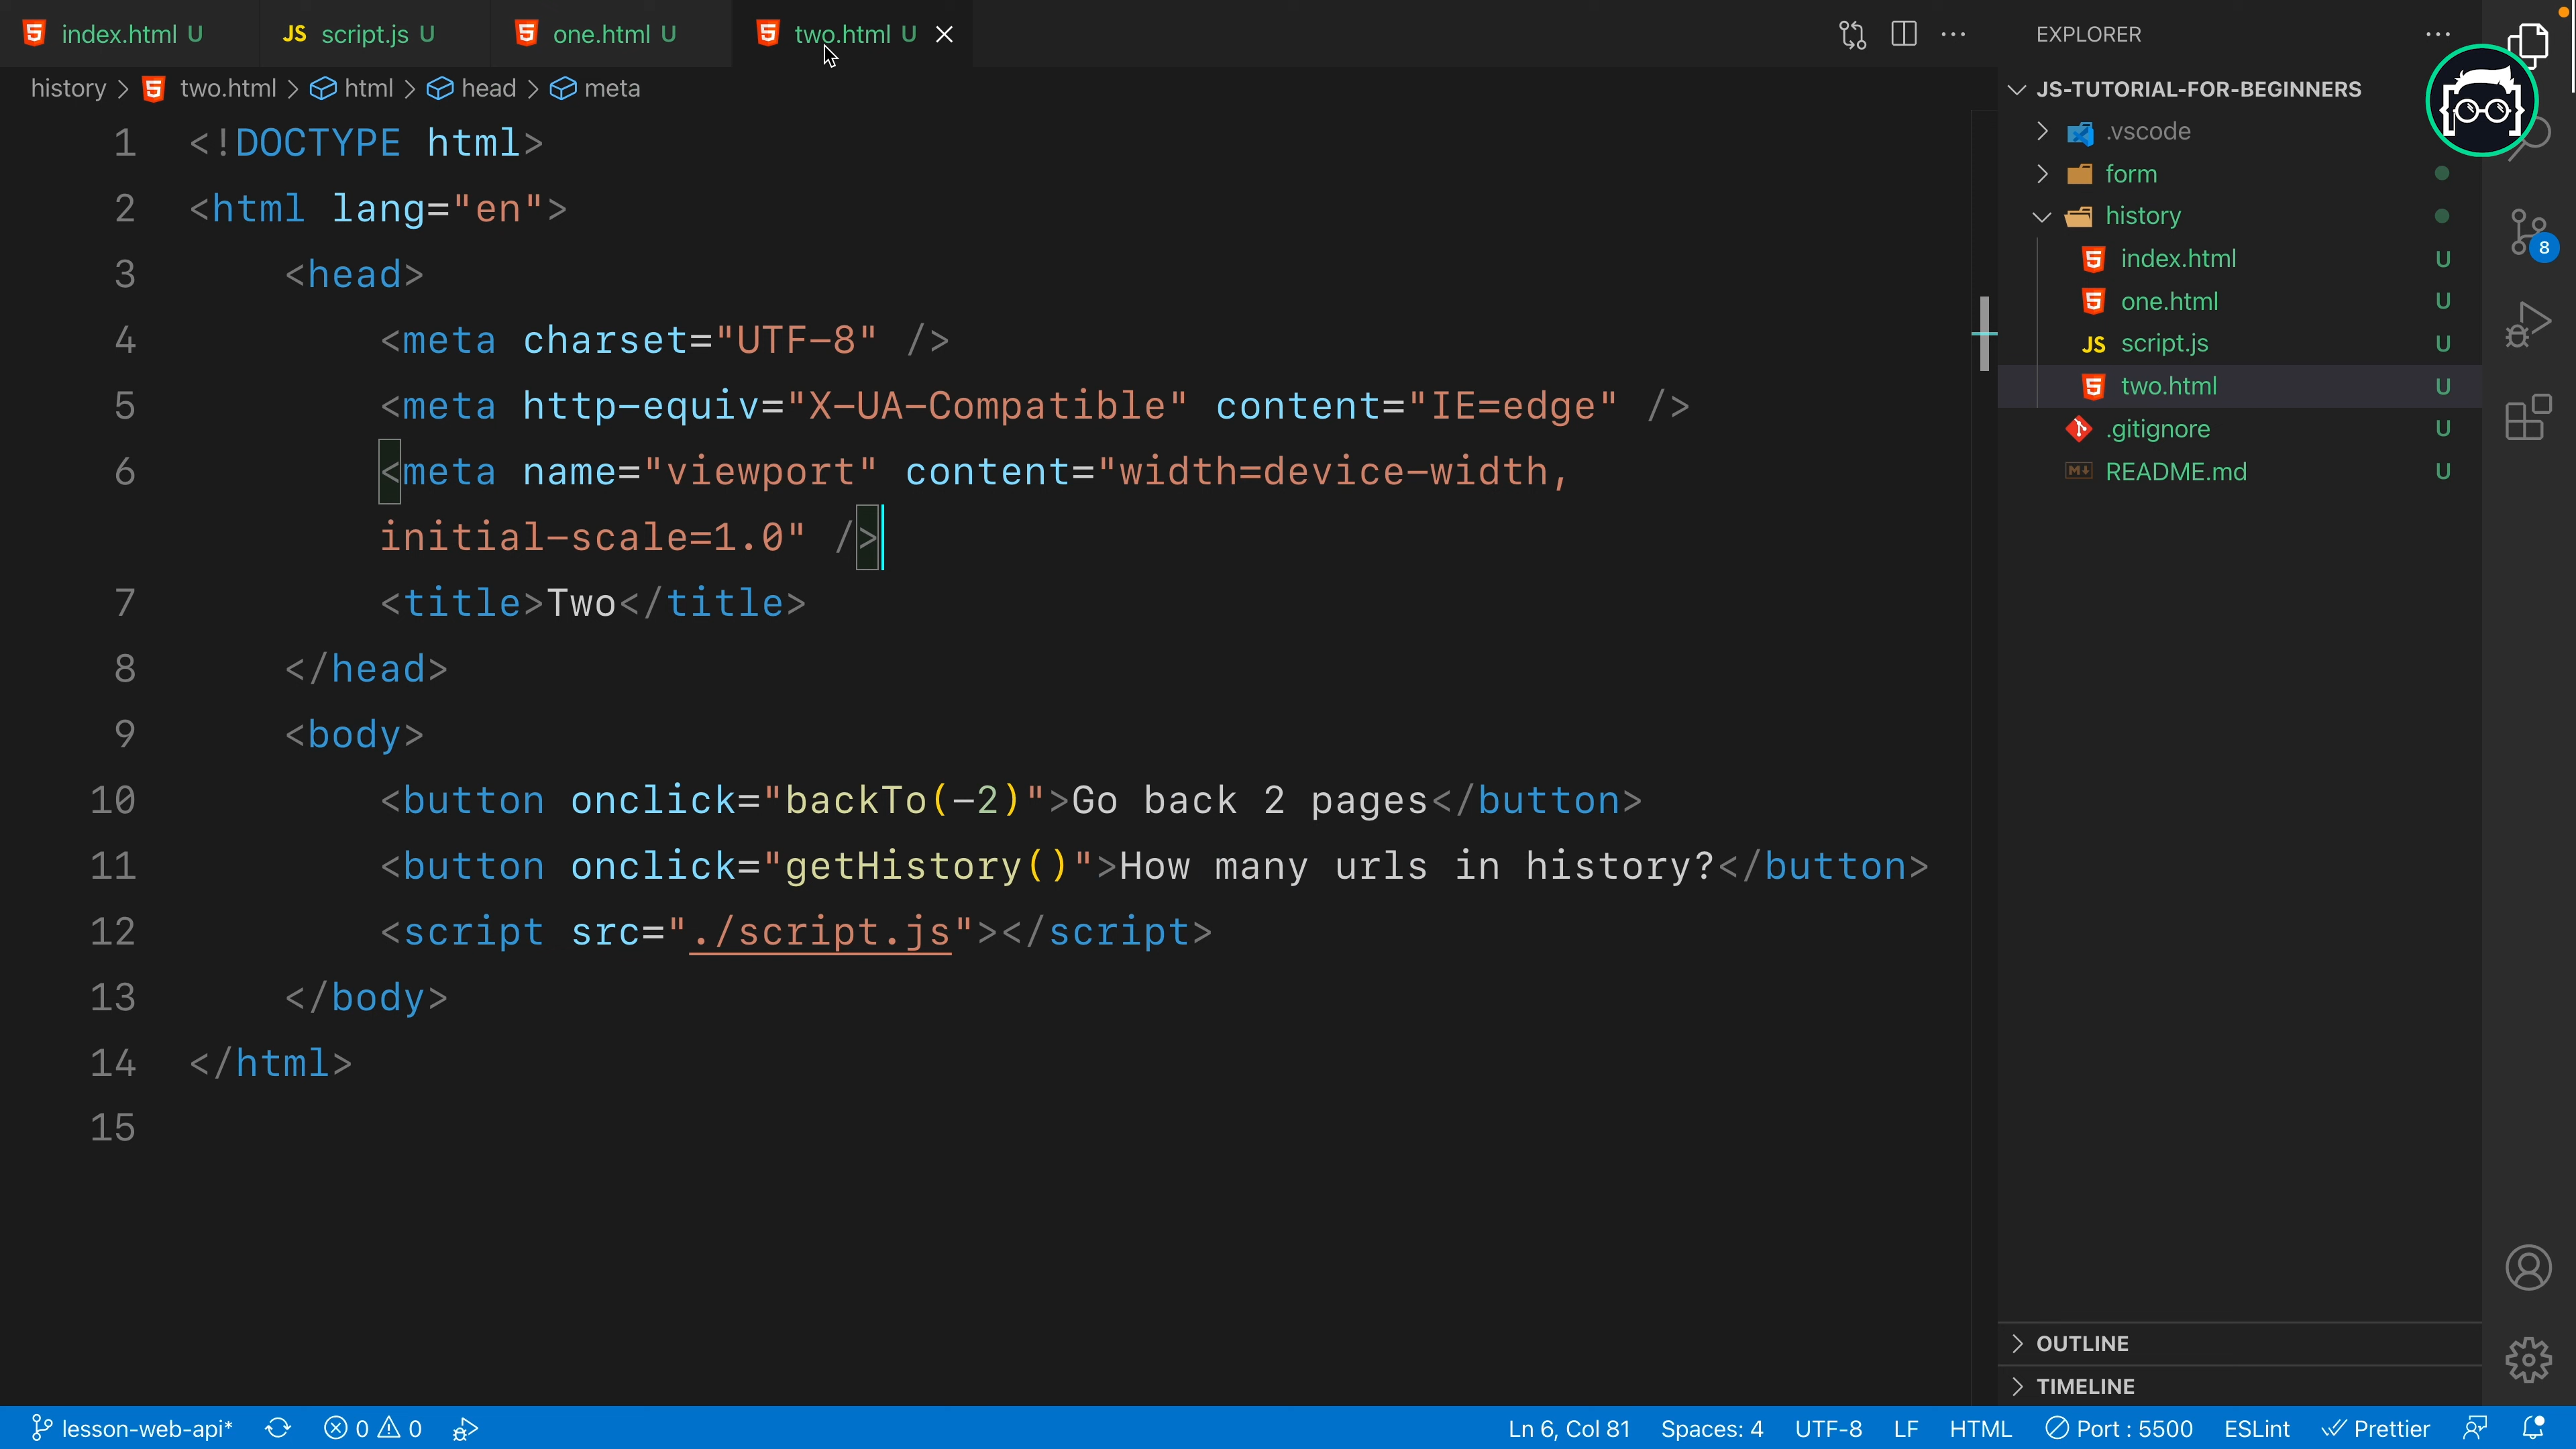 index.html U JS script.js U one.html U two.html U
EXPLORER
history > two.html > html > head > meta
JS-TUTORIAL-FOR-BEGINNERS
1 <!DOCTYPE html>
2 <html lang="en">
3 <head>
4 <meta charset="UTF-8" />
5 <meta http-equiv="X-UA-Compatible" content="IE=edge" />
6 <meta name="viewport" content="width=device-width,
initial-scale=1.0" />
7 <title>Two</title>
8 </head>
9 <body>
10 <button onclick="backTo(-2)">Go back 2 pages</button>
11 <button onclick="getHistory()">How many urls in history?</button>
12 <script src="./script.js"></script>
13 </body>
14 </html>
15
.vscode
form
history
index.html U
one.html U
JS script.js U
two.html U
.gitignore U
README.md U
8
OUTLINE
TIMELINE
lesson-web-api* 0 0 Ln 6, Col 81 Spaces: 4 UTF-8 LF HTML Port : 5500 ESLint Prettier